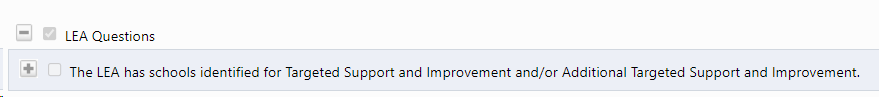 LEA Questions
The LEA has schools identified for Targeted Support and Improvement and/or Additional Targeted Support and Improvement.